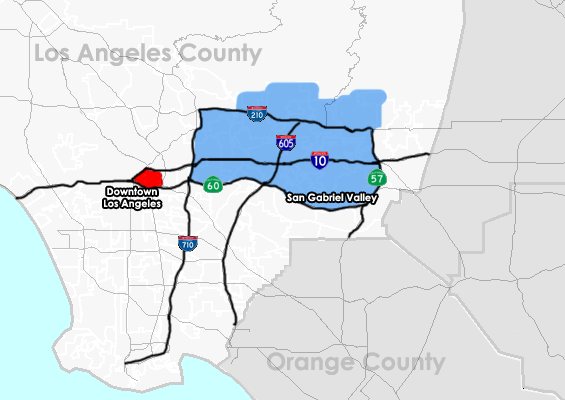 Los Angeles County
210
605
10
60
57
Downtown
Los Angeles
San Gabriel Valley
710
Orange County